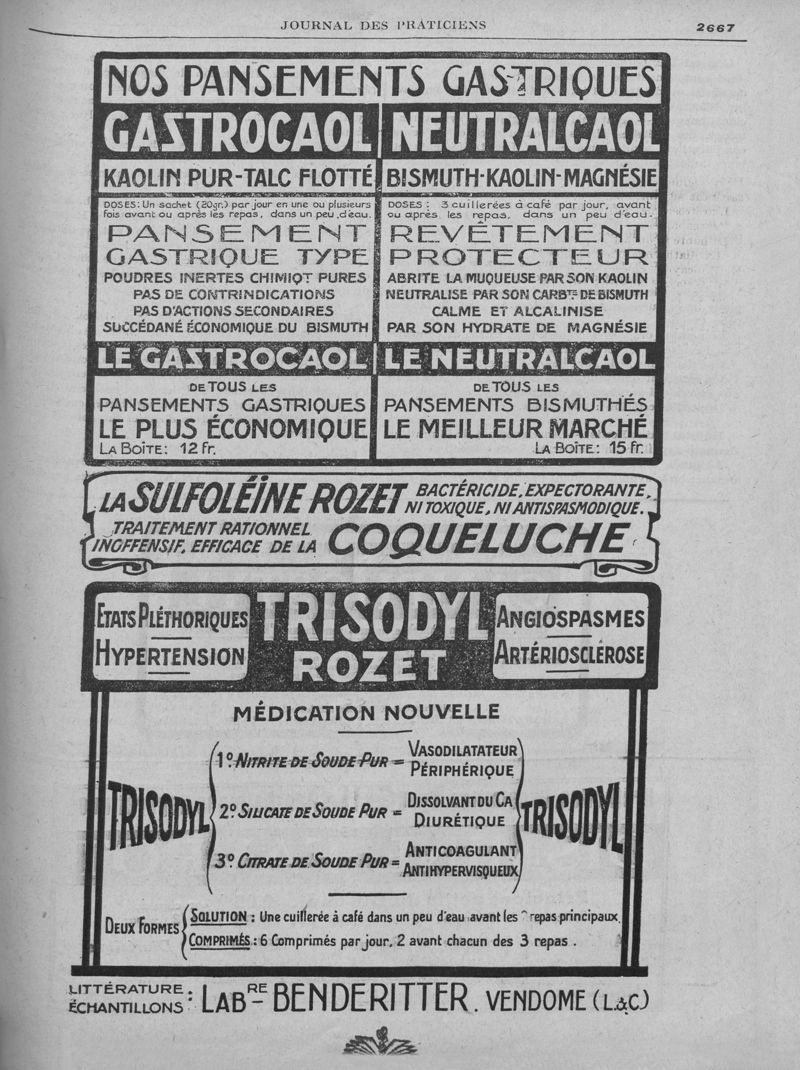 JOURNAL DES PRATICIENS
2667
NOS PANSEMENTS GASTRIQUES
GASTROCAOL
KAOLIN PUR-TALC FLOTTÉ
DOSES: Un sachet (20gr.) par jour en une ou plusieurs
fois avant ou après les repas, dans un peu d'eau.
PANSEMENT
GASTRIQUE TYPE
POUDRES INERTES CHIMIQT PURES
PAS DE CONTRINDICATIONS
PAS D'ACTIONS SECONDAIRES
SUCCÉDANÉ ÉCONOMIQUE DU BISMUTH
LE GASTROCAOL
DE TOUS LES
PANSEMENTS GASTRIQUES
LE PLUS ÉCONOMIQUE
LA BOÎTE: 12 Fr.
NEUTRALCAOL
BISMUTH-KAOLIN-MAGNÉSIE
DOSES: 3 cuillerées à café par jour, avant
ou après les repas, dans un peu d'eau.
REVÊTEMENT
PROTECTEUR
ABRITE LA MUQUEUSE PAR SON KAOLIN
NEUTRALISE PAR SON CARBTE DE BISMUTH
CALME ET ALCALINISE
PAR SON HYDRATE DE MAGNÉSIE
LE NEUTRALCAOL
DE TOUS LES
PANSEMENTS BISMUTHÉS
LE MEILLEUR MARCHÉ
LA BOÎTE: 15 Fr.
LA SULFOLÉINE ROZET BACTÉRICIDE, EXPECTORANTE,
NI TOXIQUE, NI ANTISPASMODIQUE.
TRAITEMENT RATIONNEL
INOFFENSIF, EFFICACE DE LA COQUELUCHE
ETATS PLÉTHORIQUES
HYPERTENSION
TRISODYL
ROZET
ANGIOSPASMES
ARTÉRIOSCLÉROSE
MÉDICATION NOUVELLE
TRISODYL
1º NITRITE DE SOUDE PUR = VASODILATATEUR
PÉRIPHÉRIQUE
2º SILICATE DE SOUDE PUR = DISSOLVANT DU CA
DIURÉTIQUE
3º CITRATE DE SOUDE PUR = ANTICOAGULANT
ANTIHYPERVISQUEUX
TRISODYL
DEUX FORMES
SOLUTION: Une cuillerée à café dans un peu d'eau avant les repas principaux.
COMPRIMÉS: 6 Comprimés par jour, 2 avant chacun des 3 repas.
LITTÉRATURE:
ÉCHANTILLONS: LABRE BENDERITTER. VENDOME (L.&C.)